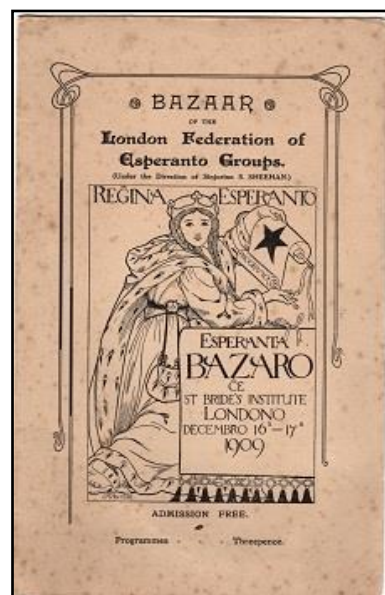 BAZAAR
OF THE
London Federation of
Esperanto Groups.
(Under the Direction of Sinjorino S. SHEEHAN.)
REĜINA ESPERANTO
ESPERANTA
BAZARO
ĈE
ST BRIDE'S INSTITUTE
LONDONO
DECEMBRO 16ª–17ª
1909
ADMISSION FREE.
Programmes - - - Threepence.